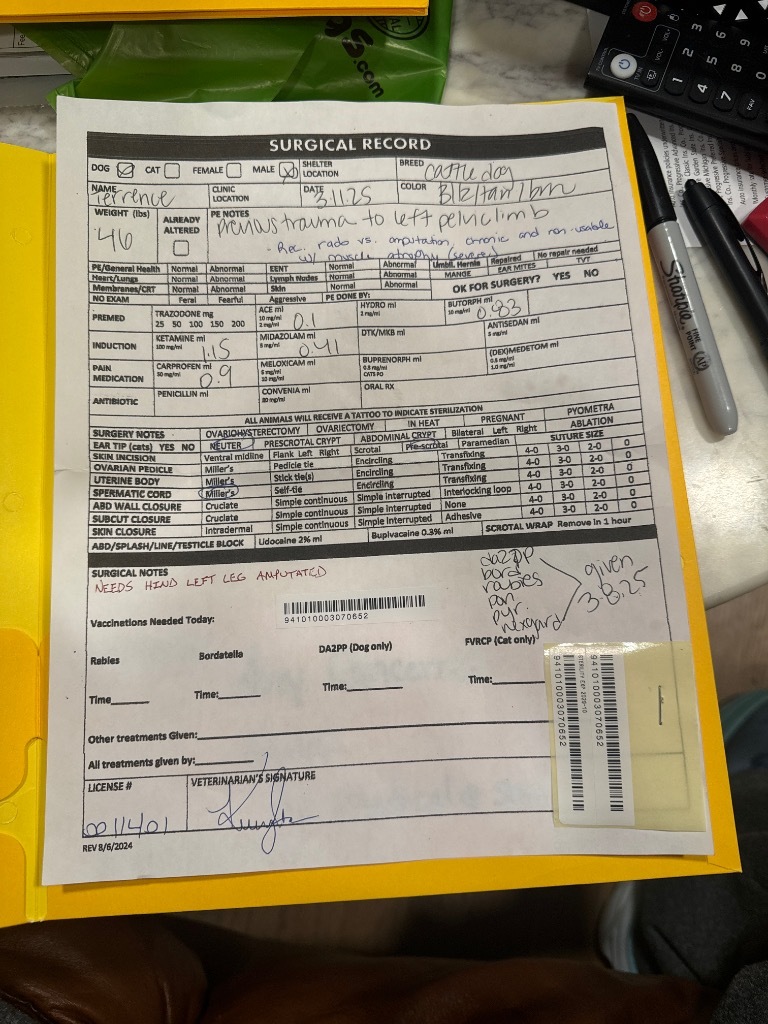 .com
SURGICAL RECORD
DOG CAT FEMALE MALE SHELTER LOCATION BREED cattle dog
NAME Terrence CLINIC LOCATION DATE 3.11.25 COLOR Blk/tan/brn
WEIGHT (lbs) 46 ALREADY ALTERED PE NOTES previous trauma to left pelvic limb
- Rec. rads vs. amputation, chronic and non-usable
w/ muscle atrophy (severe)
PE/General Health Normal Abnormal EENT Normal Abnormal Umbil. Hernia Repaired No repair needed
Heart/Lungs Normal Abnormal Lymph Nodes Normal Abnormal MANGE EAR MITES TVT
Membranes/CRT Normal Abnormal Skin Normal Abnormal OK FOR SURGERY? YES NO
NO EXAM Feral Fearful Aggressive PE DONE BY:
PREMED TRAZODONE mg 25 50 100 150 200 ACE ml 10 mg/ml 2 mg/ml 0.1 HYDRO ml 2 mg/ml BUTORPH ml 10 mg/ml 0.83
INDUCTION KETAMINE ml 100 mg/ml 1.15 MIDAZOLAM ml 5 mg/ml 0.41 DTK/MKB ml ANTISEDAN ml 5 mg/ml
PAIN MEDICATION CARPROFEN ml 50 mg/ml 0.9 MELOXICAM ml 5 mg/ml 10 mg/ml BUPRENORPH ml 0.3 mg/ml CATS PO (DEX)MEDETOM ml 0.5 mg/ml 1.0 mg/ml
ANTIBIOTIC PENICILLIN ml CONVENIA ml 80 mg/ml ORAL RX
ALL ANIMALS WILL RECEIVE A TATTOO TO INDICATE STERILIZATION
SURGERY NOTES OVARIOHYSTERECTOMY OVARIECTOMY IN HEAT PREGNANT PYOMETRA
EAR TIP (cats) YES NO NEUTER PRESCROTAL CRYPT ABDOMINAL CRYPT Bilateral Left Right ABLATION
SKIN INCISION Ventral midline Flank Left Right Scrotal Pre-scrotal Paramedian SUTURE SIZE
OVARIAN PEDICLE Miller's Pedicle tie Encircling Transfixing 4-0 3-0 2-0 0
UTERINE BODY Miller's Stick tie(s) Encircling Transfixing 4-0 3-0 2-0 0
SPERMATIC CORD Miller's Self-tie Encircling Transfixing 4-0 3-0 2-0 0
ABD WALL CLOSURE Cruciate Simple continuous Simple interrupted Interlocking loop 4-0 3-0 2-0 0
SUBCUT CLOSURE Cruciate Simple continuous Simple interrupted None 4-0 3-0 2-0 0
SKIN CLOSURE Intradermal Simple continuous Simple interrupted Adhesive 4-0 3-0 2-0 0
ABD/SPLASH/LINE/TESTICLE BLOCK Lidocaine 2% ml Bupivacaine 0.3% ml SCROTAL WRAP Remove in 1 hour
SURGICAL NOTES
NEEDS HIND LEFT LEG AMPUTATED
da2pp
bord
rabies
pan
pyr.
nexgard
given
3.8.25
Vaccinations Needed Today:
941010003070652
Rabies Bordatella DA2PP (Dog only) FVRCP (Cat only)
Time Time: Time: Time:
Other treatments Given:
All treatments given by:
LICENSE # VETERINARIAN'S SIGNATURE
0011401
REV 8/6/2024
941010003070652
941010003070652
Sharpie
FINE POINT
1 2 3 4 5 6 7 8 9 0
VOL
FAV